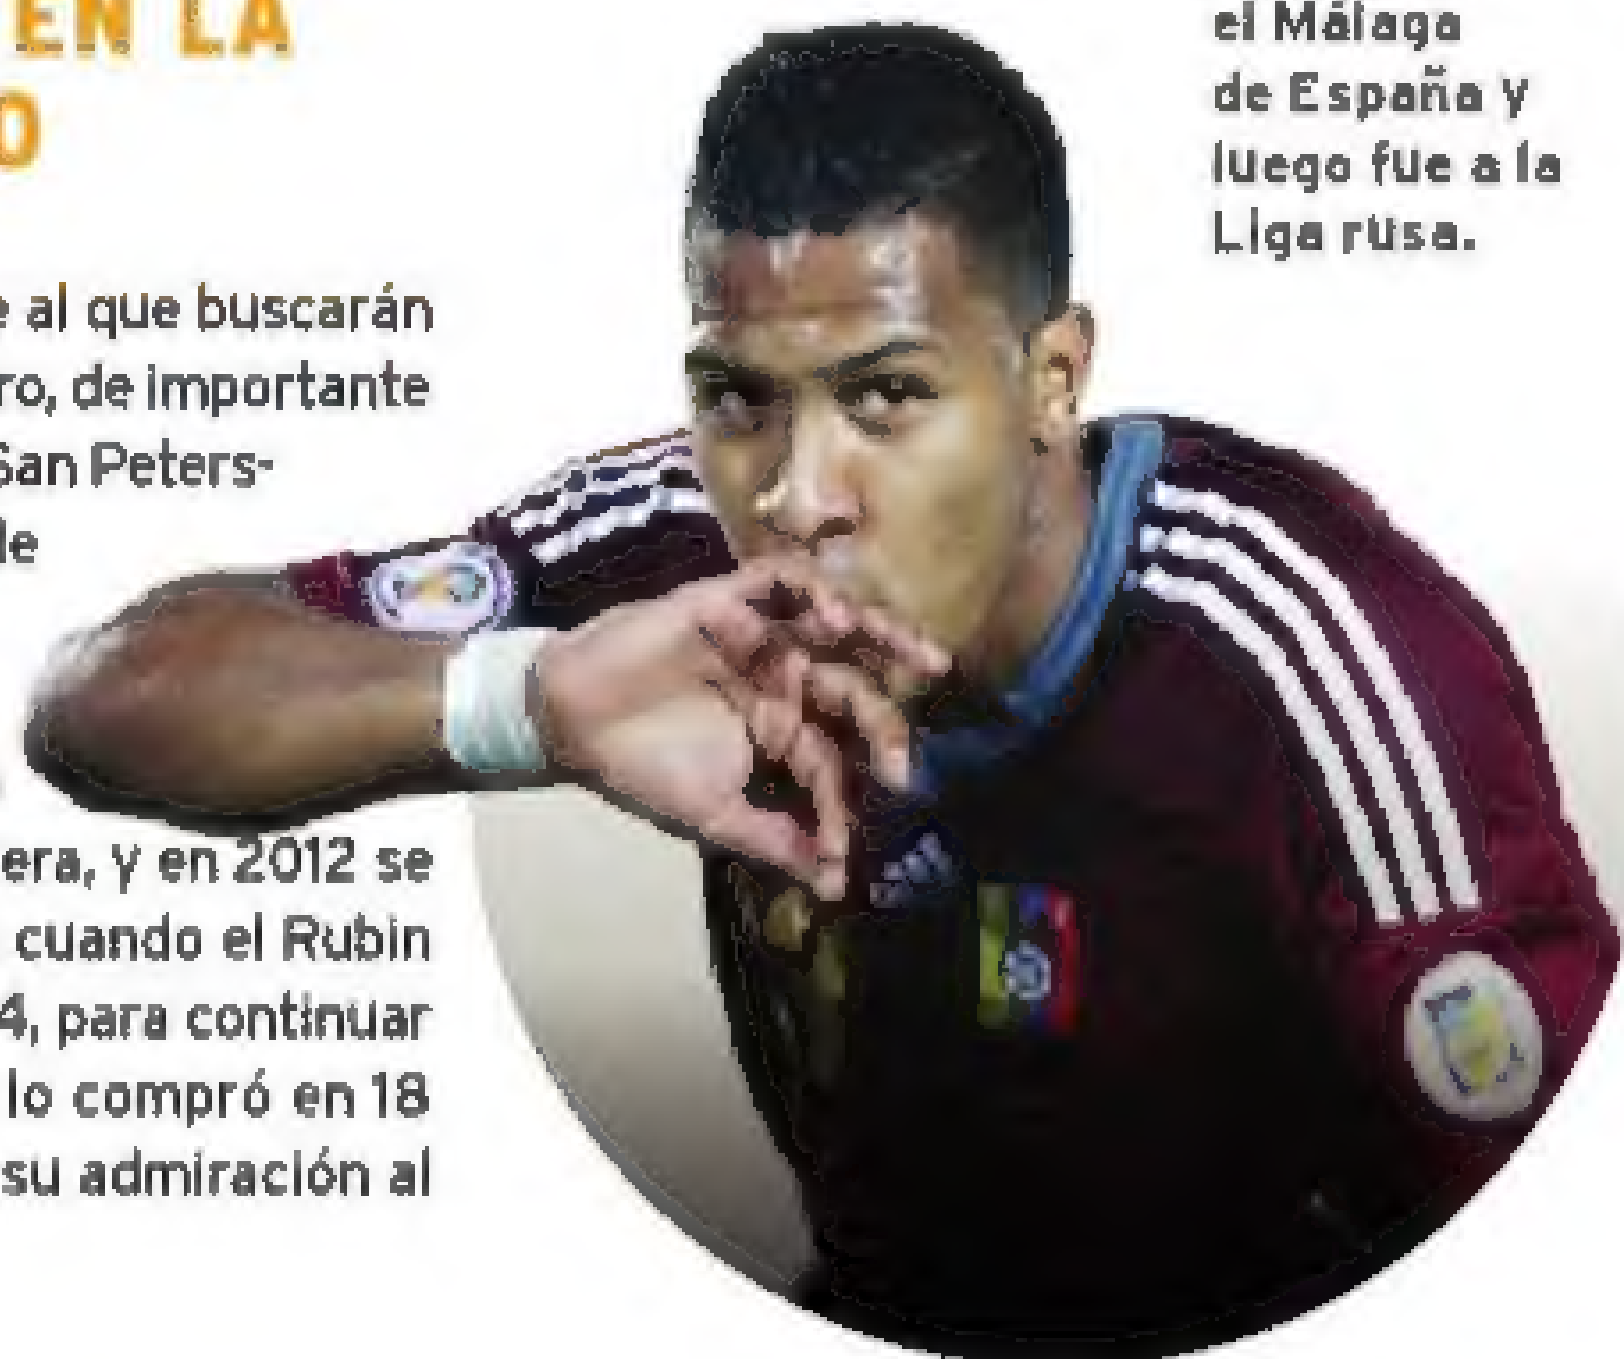 EN LA
O
e al que buscarán
ro, de importante
San Peters-
de
era, y en 2012 se
cuando el Rubin
4, para continuar
lo compró en 18
su admiración al
el Málaga
de España y
luego fue a la
Liga rusa.